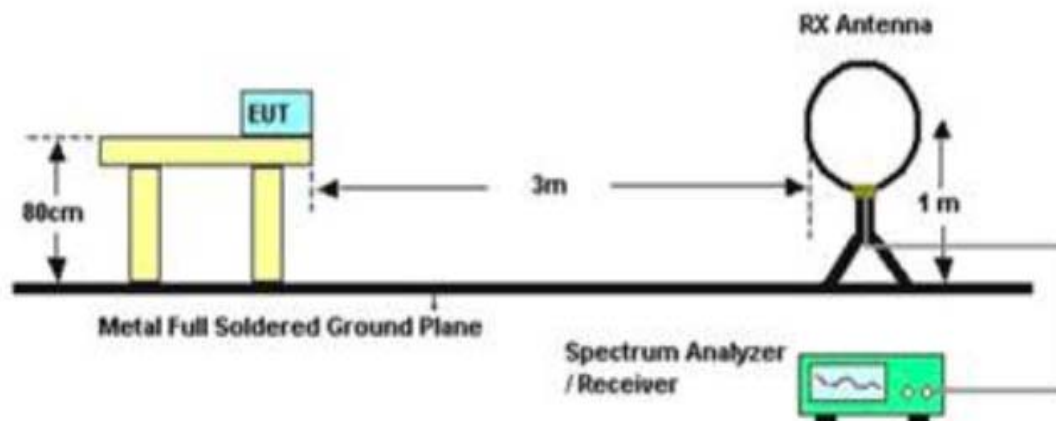 RX Antenna
EUT
3m
80cm
1 m
Metal Full Soldered Ground Plane
Spectrum Analyzer
/ Receiver